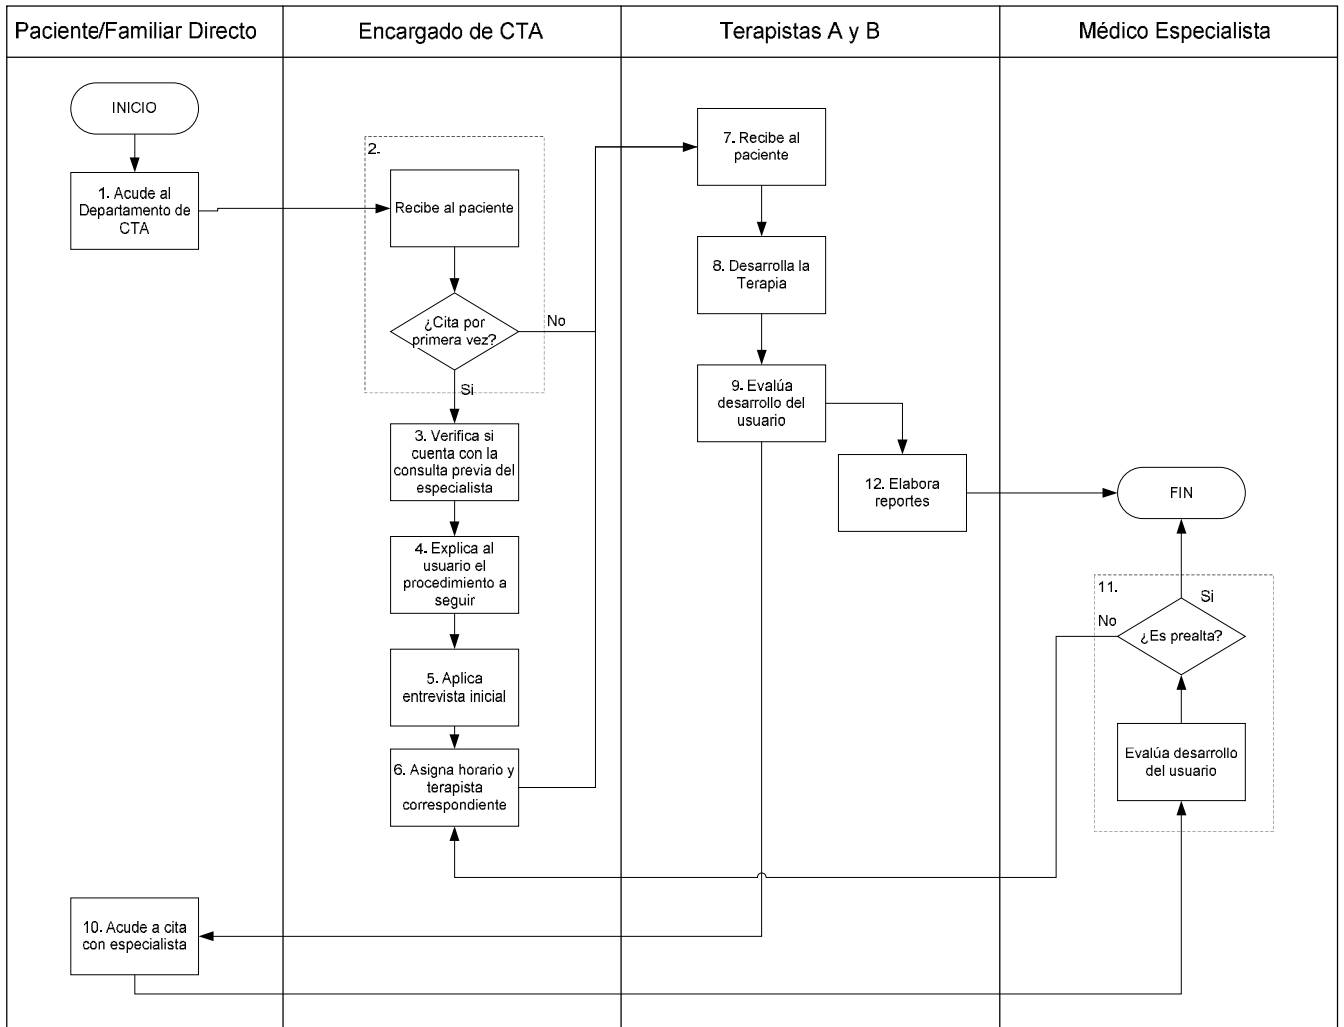 Paciente/Familiar Directo
Encargado de CTA
Terapistas A y B
Médico Especialista
INICIO
1. Acude al
Departamento de
CTA
2.
Recibe al paciente
¿Cita por
primera vez?
No
Si
3. Verifica si
cuenta con la
consulta previa del
especialista
4. Explica al
usuario el
procedimiento a
seguir
5. Aplica
entrevista inicial
6. Asigna horario y
terapista
correspondiente
7. Recibe al
paciente
8. Desarrolla la
Terapia
9. Evalúa
desarrollo del
usuario
12. Elabora
reportes
FIN
11.
Si
No
¿Es prealta?
Evalúa desarrollo
del usuario
10. Acude a cita
con especialista